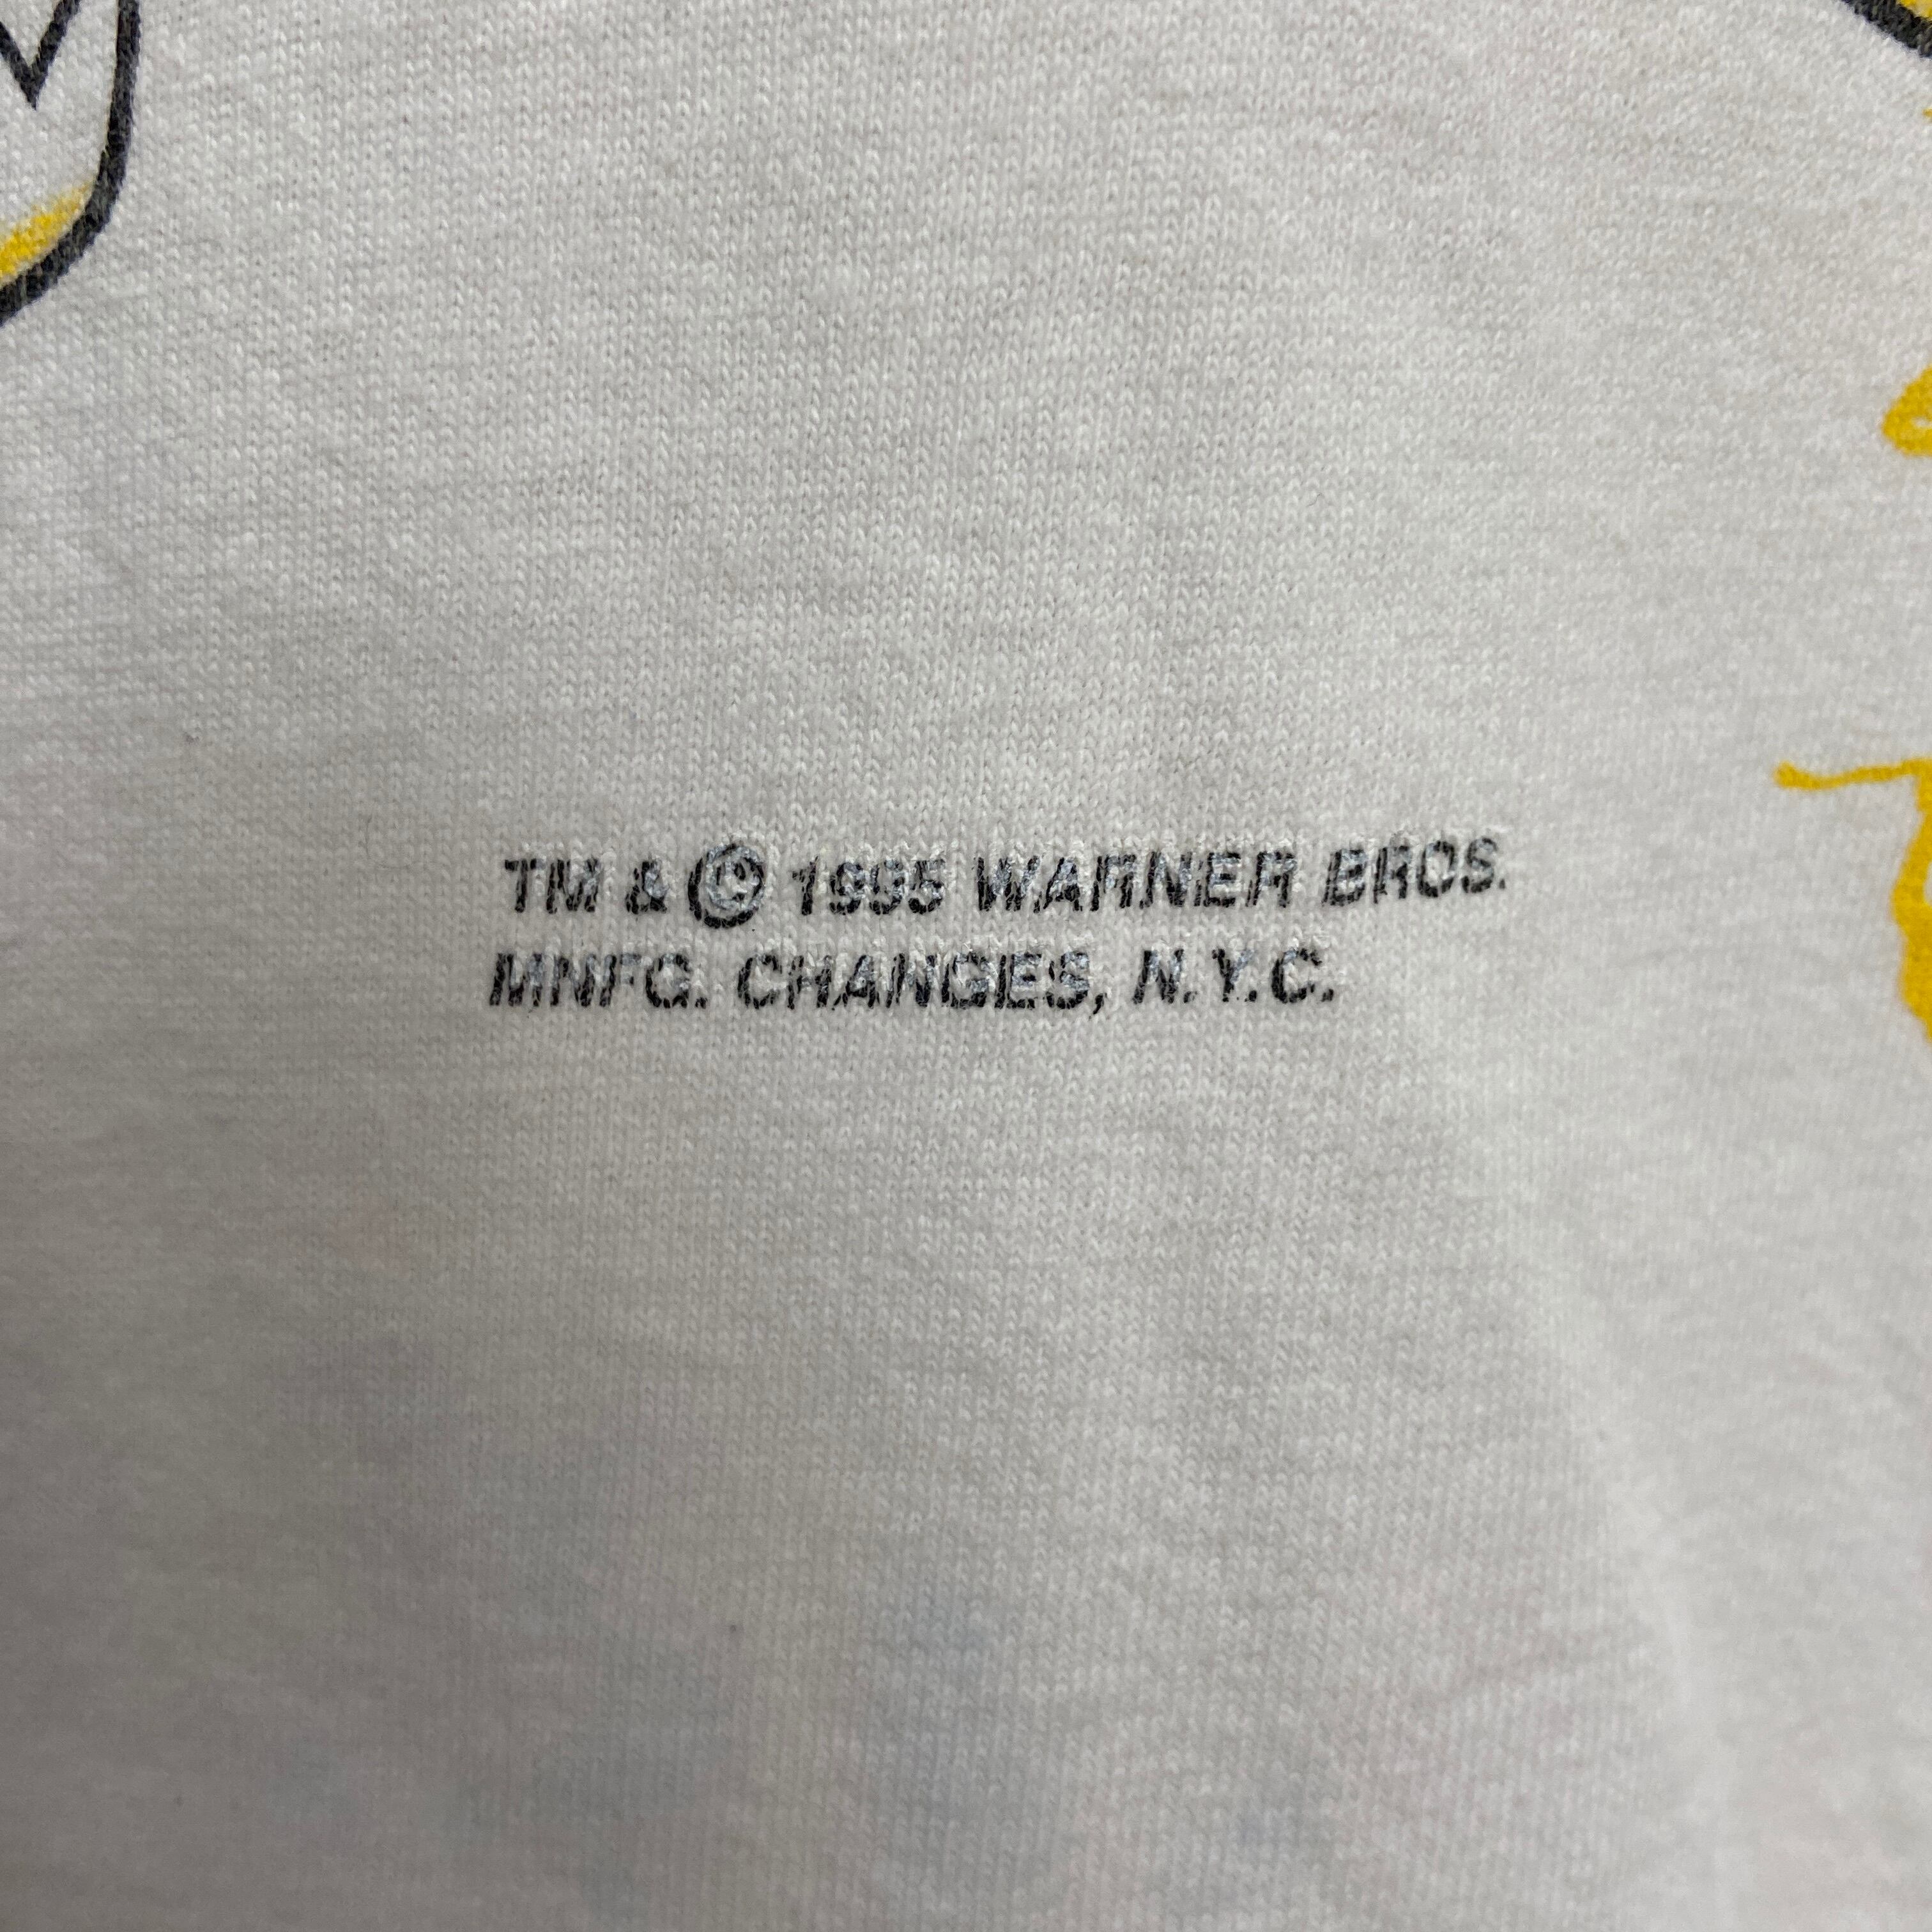 TM & © 1995 WARNER BROS.
MNFG. CHANGES, N.Y.C.